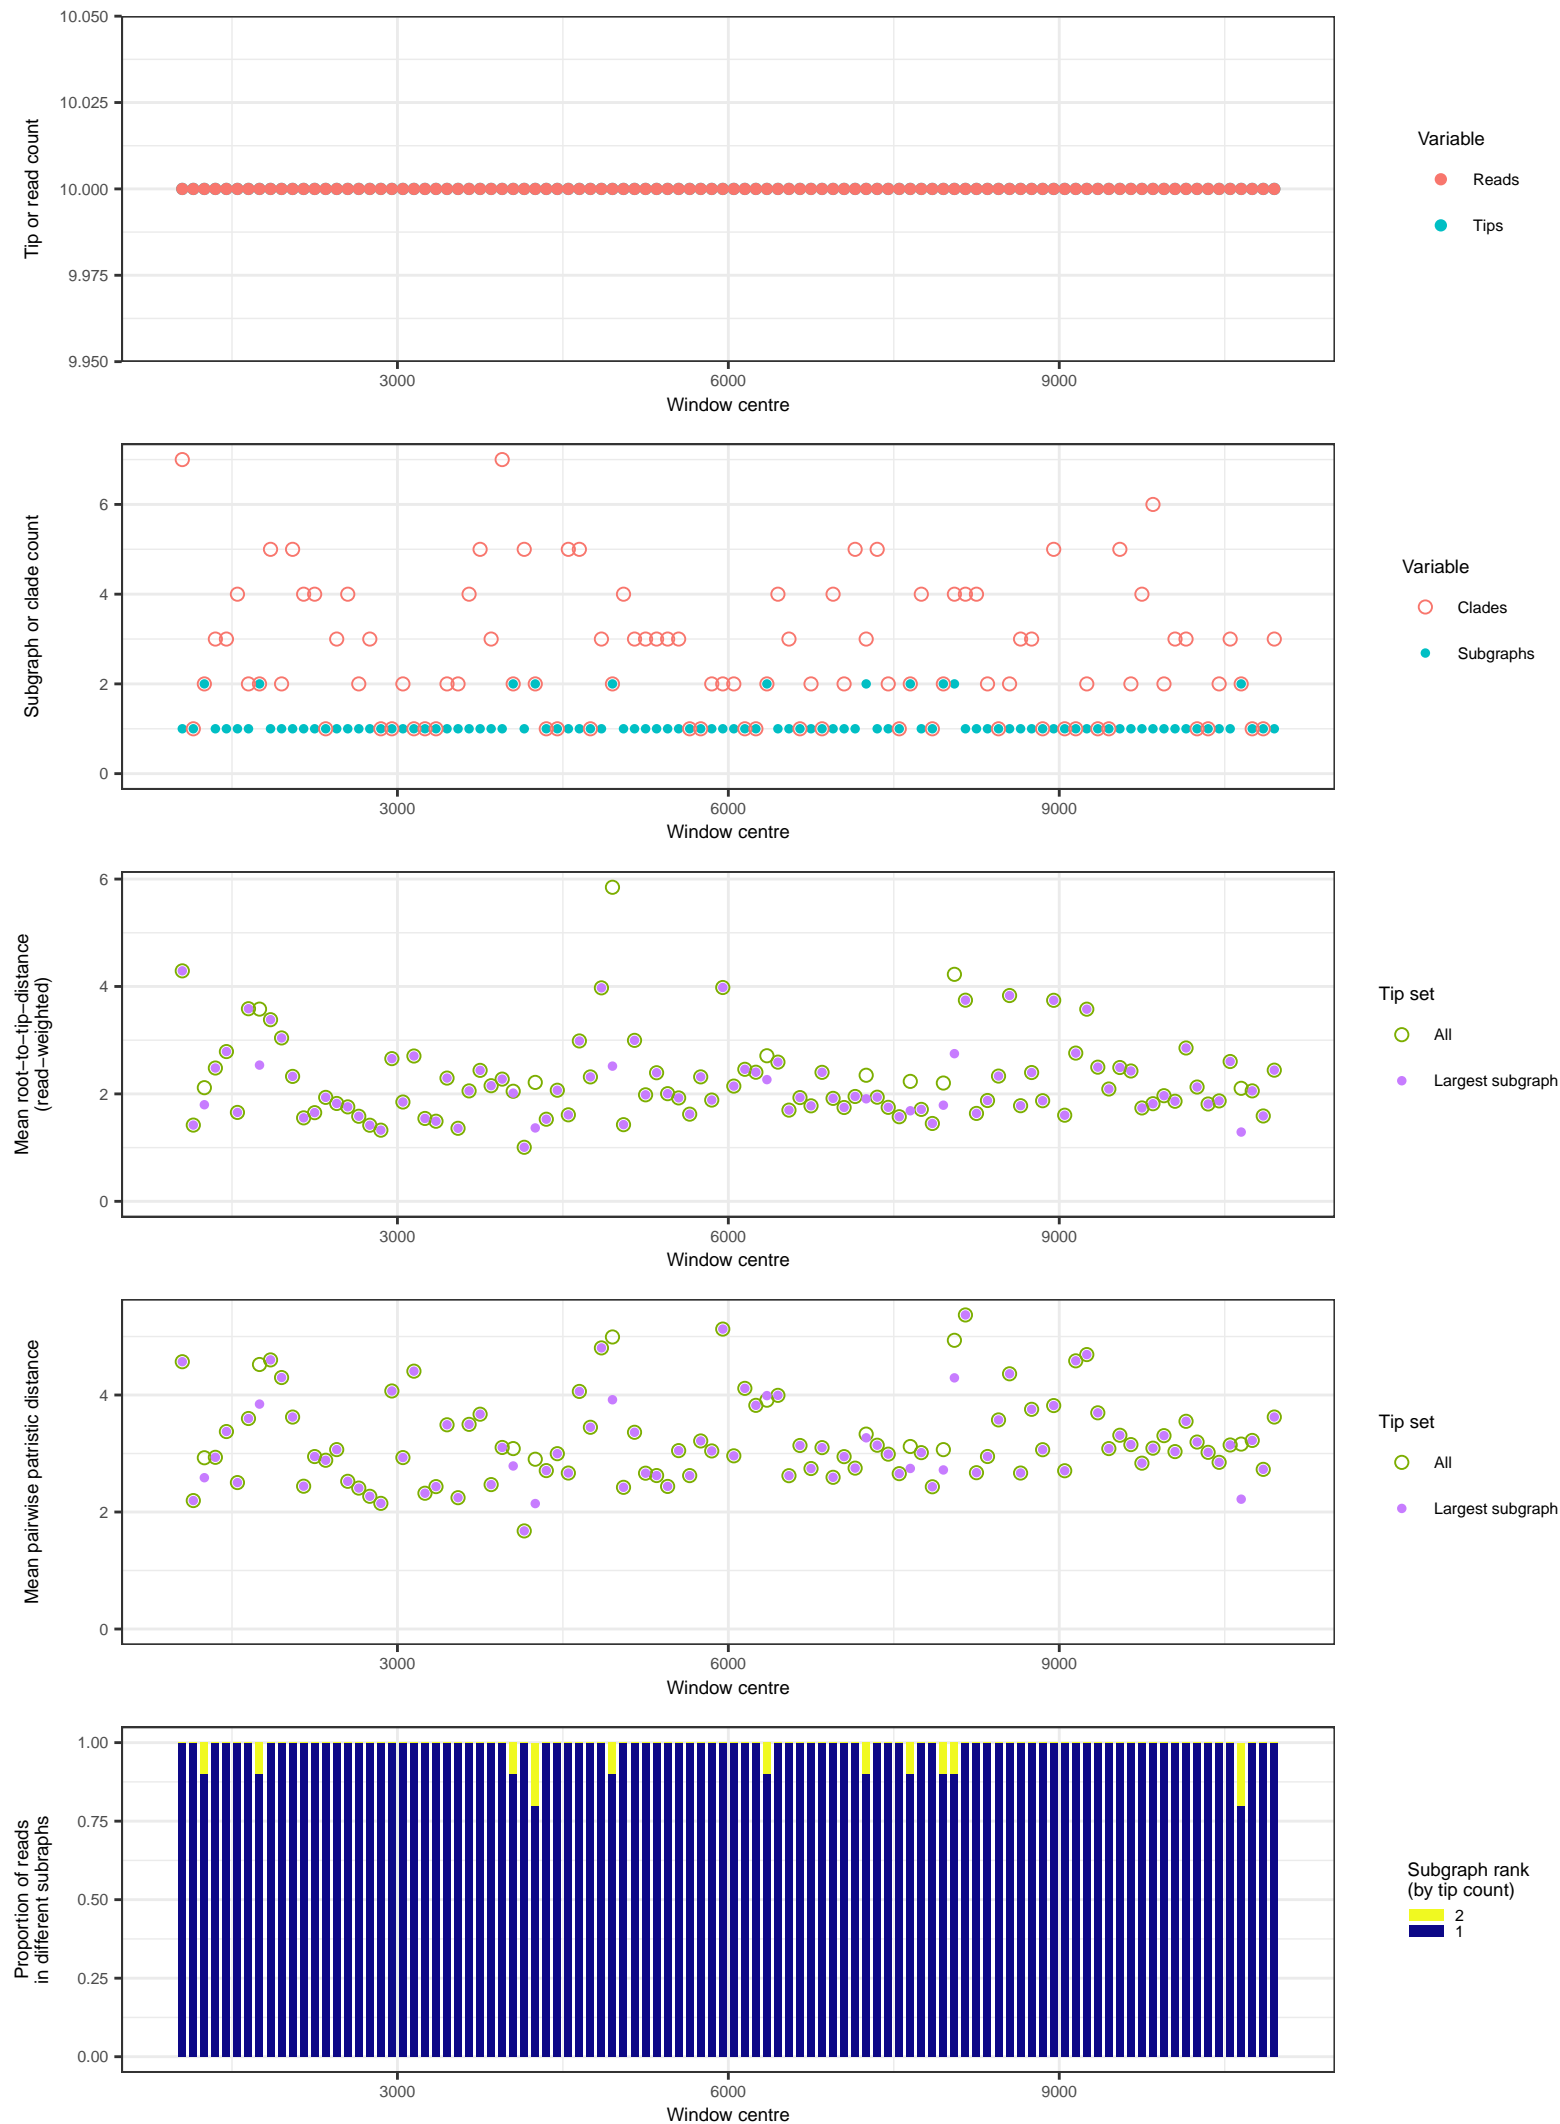 10.050
10.025
10.000
9.975
9.950
Tip or read count
3000
6000
9000
Window centre
Variable
Reads
Tips
6
4
2
0
Subgraph or clade count
3000
6000
9000
Window centre
Variable
Clades
Subgraphs
6
4
2
0
Mean root−to−tip−distance
(read−weighted)
3000
6000
9000
Window centre
Tip set
All
Largest subgraph
4
2
0
Mean pairwise patristic distance
3000
6000
9000
Window centre
Tip set
All
Largest subgraph
1.00
0.75
0.50
0.25
0.00
Proportion of reads
in different subraphs
3000
6000
9000
Window centre
Subgraph rank
(by tip count)
2
1